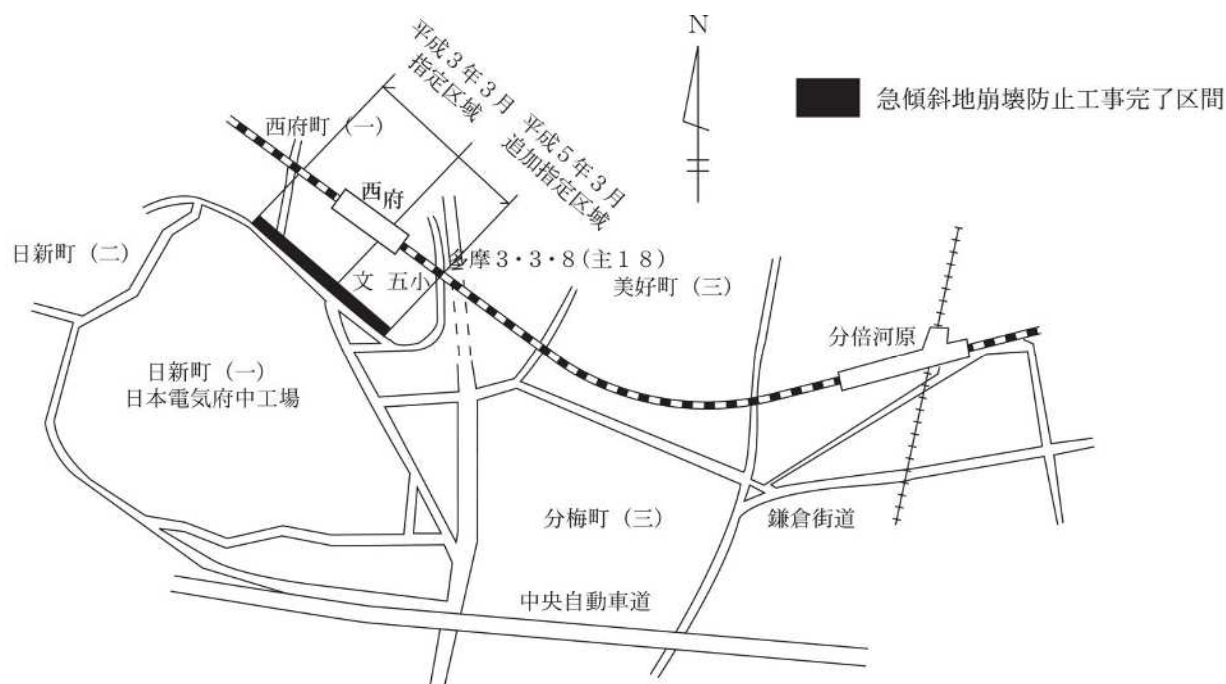 N
平成3年3月
指定区域
急傾斜地崩壊防止工事完了区間
西府町(一)
平成5年3月
追加指定区域
西府
日新町(二)
文 五小
多摩3・3・8(主18)
美好町(三)
分倍河原
日新町(一)
日本電気府中工場
分梅町(三)
鎌倉街道
中央自動車道